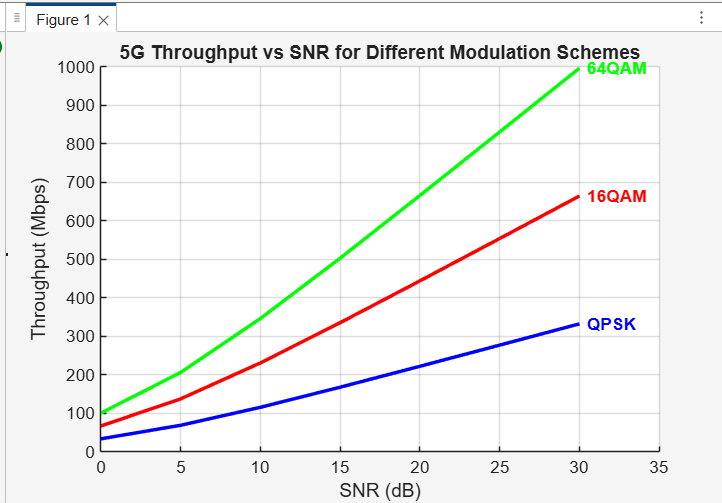 Figure 1
5G Throughput vs SNR for Different Modulation Schemes
1000
900
800
700
600
500
400
300
200
100
0
Throughput (Mbps)
64QAM
16QAM
QPSK
0 5 10 15 20 25 30 35
SNR (dB)